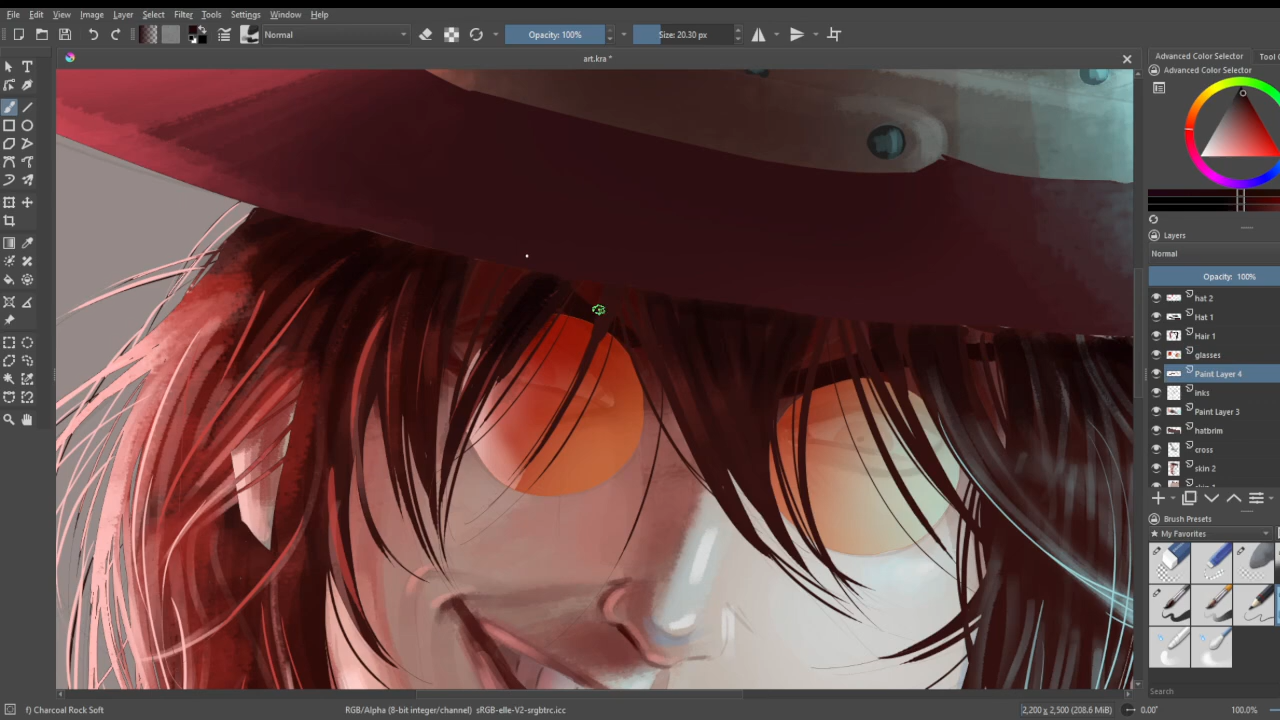 File Edit View Image Layer Select Filter Tools Settings Window Help
Normal Opacity: 100% Size: 20.30 px
art.kra *
Advanced Color Selector Tool
Advanced Color Selector
Layers
Normal
Opacity: 100%
hat 2
Hat 1
Hair 1
glasses
Paint Layer 4
inks
Paint Layer 3
hatbrim
cross
skin 2
Brush Presets
★ My Favorites
Search
f) Charcoal Rock Soft RGB/Alpha (8-bit integer/channel) sRGB-elle-V2-srgbtrc.icc 2,200 x 2,500 (208.6 MiB) 0.00° 100.0%